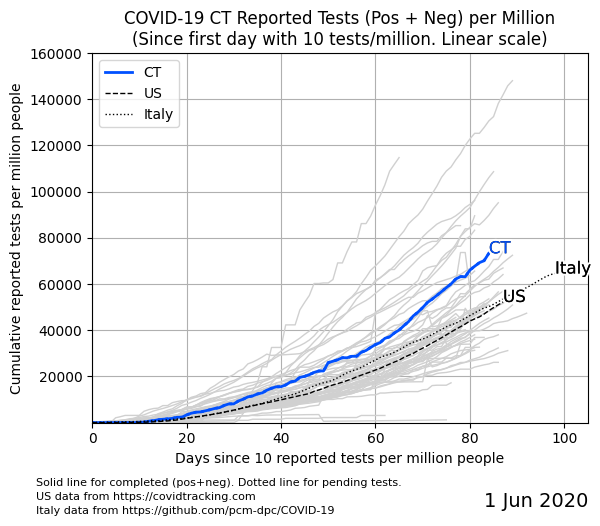 COVID-19 CT Reported Tests (Pos + Neg) per Million
(Since first day with 10 tests/million. Linear scale)
Cumulative reported tests per million people
160000
140000
120000
100000
80000
60000
40000
20000
CT
US
Italy
CT
Italy
US
0 20 40 60 80 100
Days since 10 reported tests per million people
Solid line for completed (pos+neg). Dotted line for pending tests.
US data from https://covidtracking.com
Italy data from https://github.com/pcm-dpc/COVID-19
1 Jun 2020